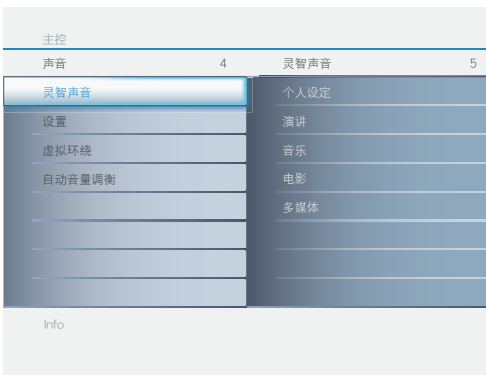 主控
声音 4 灵智声音 5
灵智声音 个人设定
设置 演讲
虚拟环绕 音乐
自动音量调衡 电影
多媒体
Info